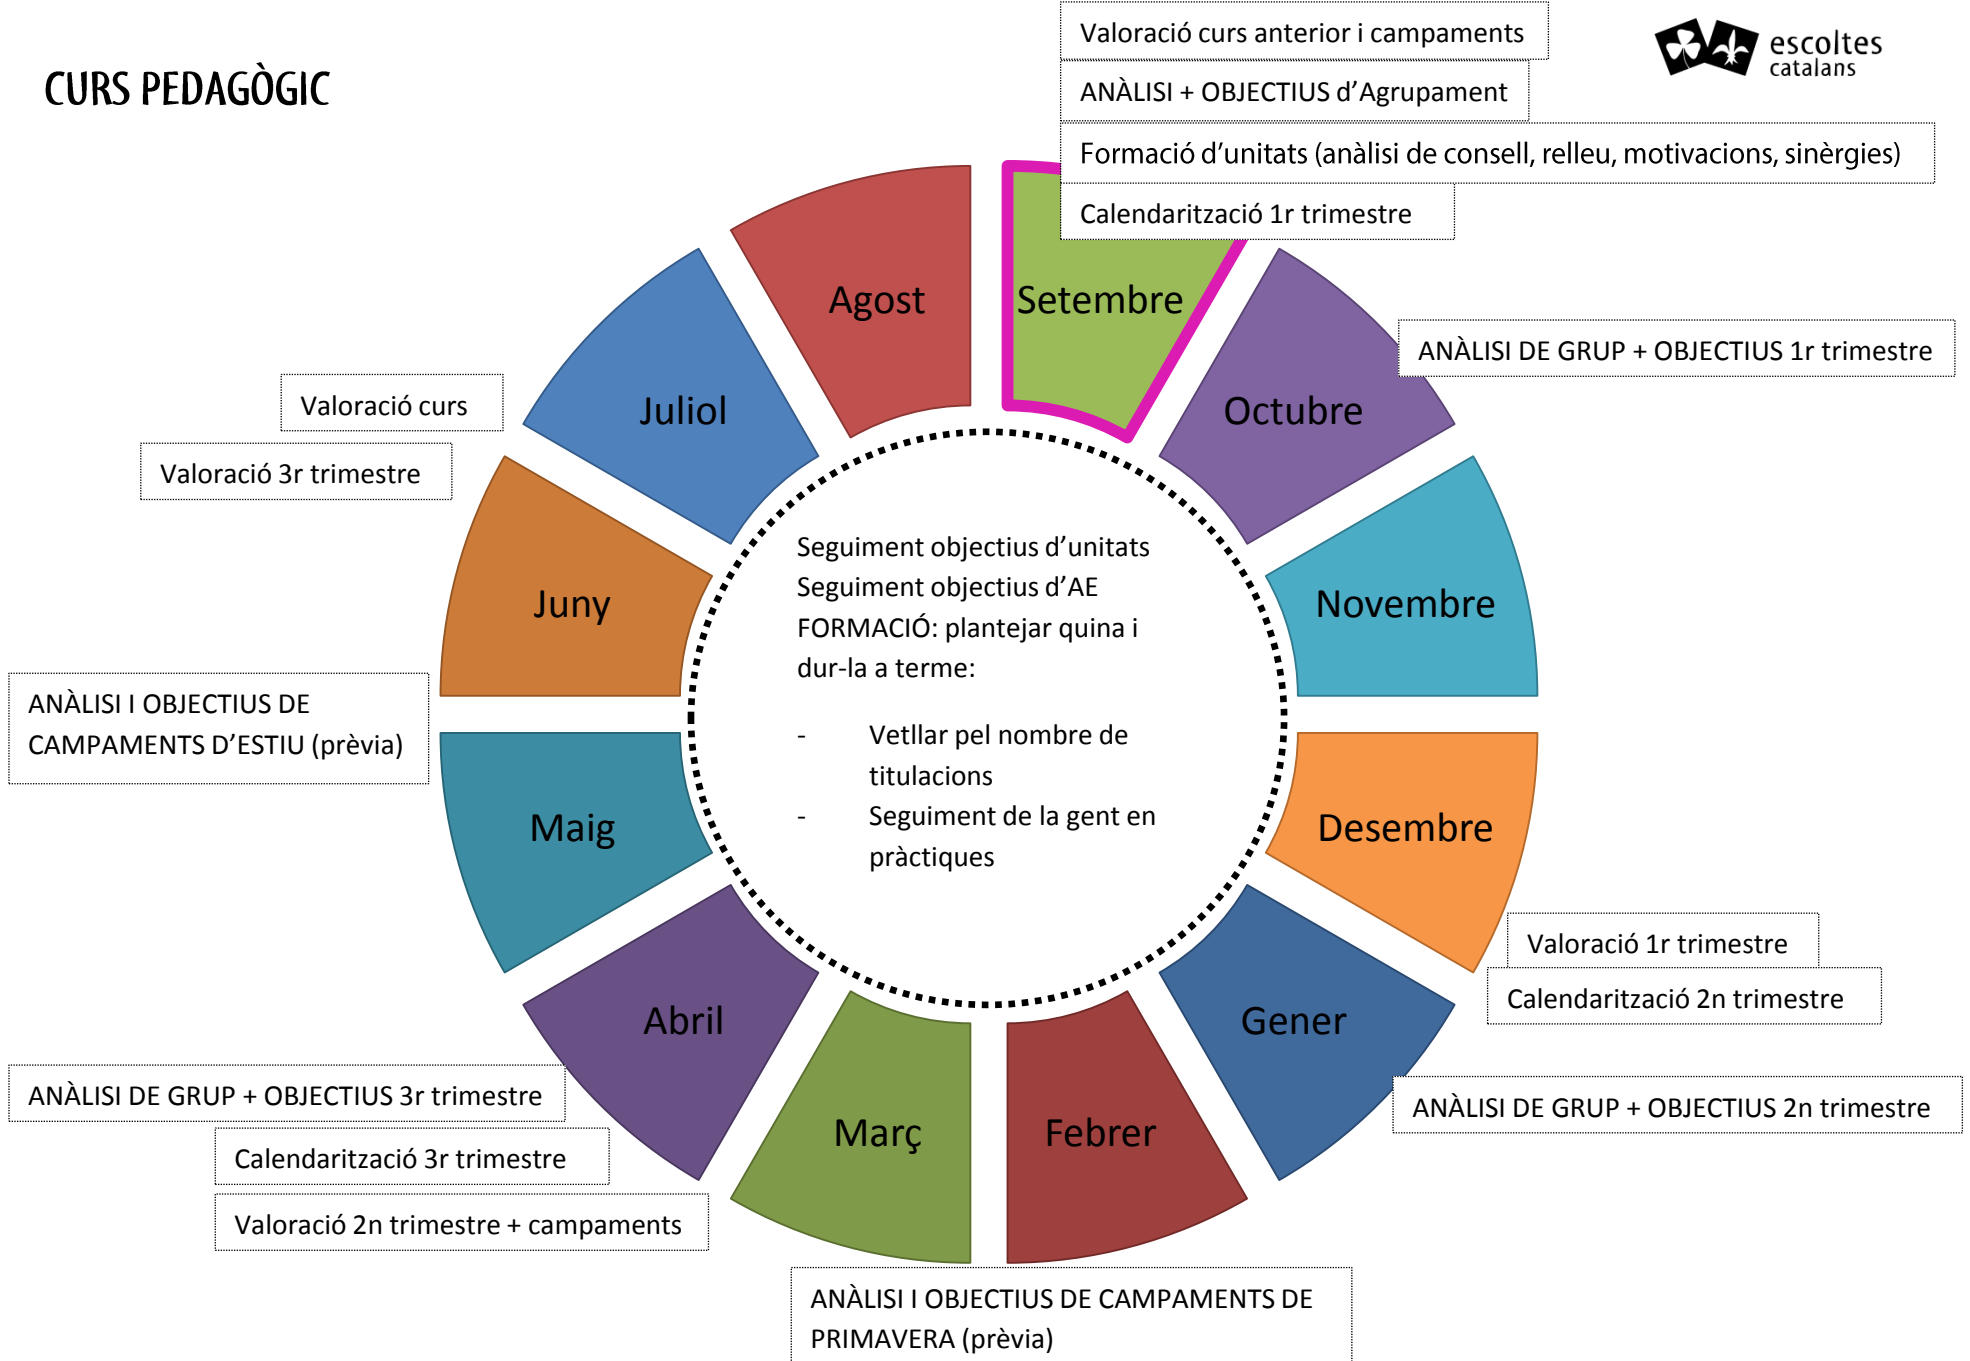 CURS PEDAGÒGIC
escoltes
catalans
Valoració curs anterior i campaments
ANÀLISI + OBJECTIUS d'Agrupament
Formació d'unitats (anàlisi de consell, relleu, motivacions, sinèrgies)
Calendarització 1r trimestre
Agost
Setembre
Octubre
ANÀLISI DE GRUP + OBJECTIUS 1r trimestre
Juliol
Valoració curs
Valoració 3r trimestre
Juny
Novembre
Seguiment objectius d'unitats
Seguiment objectius d'AE
FORMACIÓ: plantejar quina i
dur-la a terme:
- Vetllar pel nombre de
titulacions
- Seguiment de la gent en
pràctiques
ANÀLISI I OBJECTIUS DE
CAMPAMENTS D'ESTIU (prèvia)
Maig
Desembre
Valoració 1r trimestre
Calendarització 2n trimestre
Abril
Gener
ANÀLISI DE GRUP + OBJECTIUS 3r trimestre
Calendarització 3r trimestre
Valoració 2n trimestre + campaments
Març
Febrer
ANÀLISI DE GRUP + OBJECTIUS 2n trimestre
ANÀLISI I OBJECTIUS DE CAMPAMENTS DE
PRIMAVERA (prèvia)